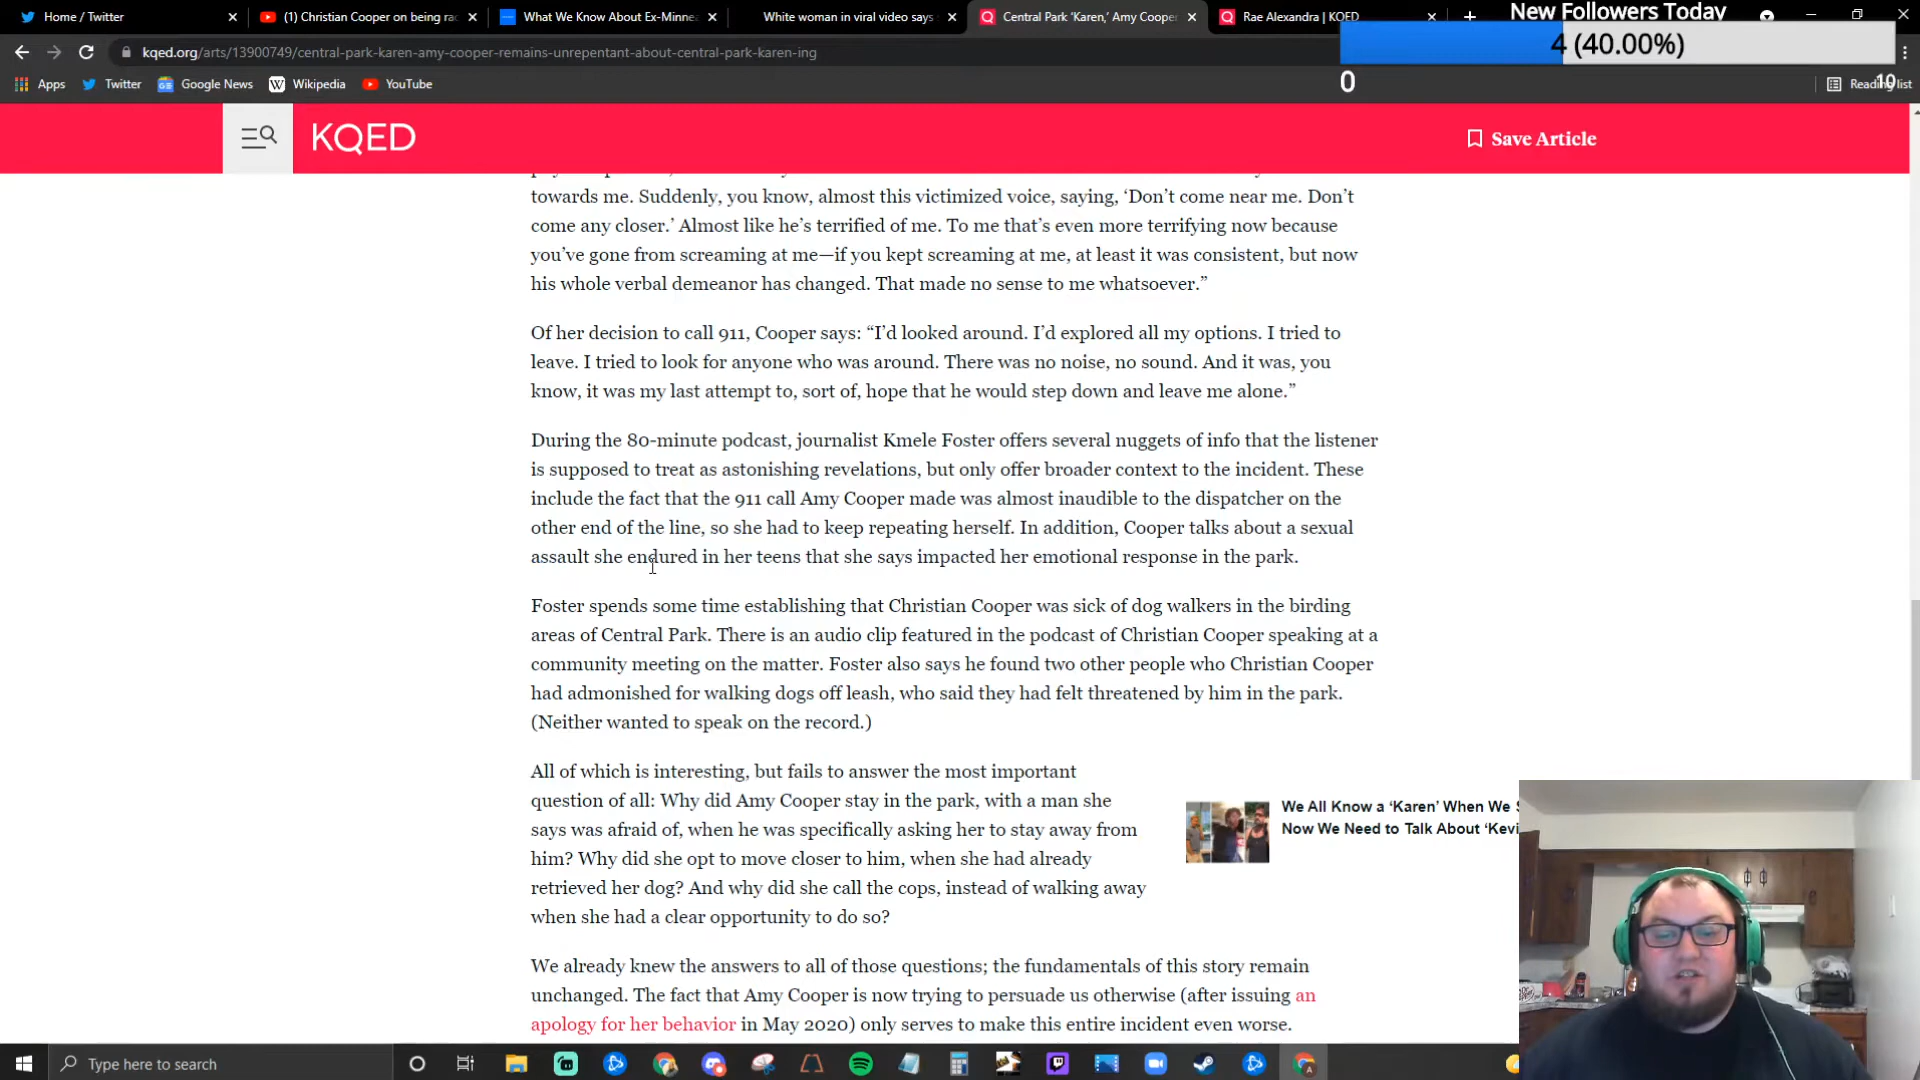 Home / Twitter
(1) Christian Cooper on being rac
What We Know About Ex-Minne
White woman in viral video says
Central Park ‘Karen,’ Amy Cooper
Rae Alexandra | KQED
New Followers Today
4 (40.00%)
0
10
kqed.org/arts/13900749/central-park-karen-amy-cooper-remains-unrepentant-about-central-park-karen-ing
Apps
Twitter
Google News
Wikipedia
YouTube
Reading list
KQED
Save Article
towards me. Suddenly, you know, almost this victimized voice, saying, ‘Don’t come near me. Don’t
come any closer.’ Almost like he’s terrified of me. To me that’s even more terrifying now because
you’ve gone from screaming at me—if you kept screaming at me, at least it was consistent, but now
his whole verbal demeanor has changed. That made no sense to me whatsoever.”
Of her decision to call 911, Cooper says: “I’d looked around. I’d explored all my options. I tried to
leave. I tried to look for anyone who was around. There was no noise, no sound. And it was, you
know, it was my last attempt to, sort of, hope that he would step down and leave me alone.”
During the 80-minute podcast, journalist Kmele Foster offers several nuggets of info that the listener
is supposed to treat as astonishing revelations, but only offer broader context to the incident. These
include the fact that the 911 call Amy Cooper made was almost inaudible to the dispatcher on the
other end of the line, so she had to keep repeating herself. In addition, Cooper talks about a sexual
assault she endured in her teens that she says impacted her emotional response in the park.
Foster spends some time establishing that Christian Cooper was sick of dog walkers in the birding
areas of Central Park. There is an audio clip featured in the podcast of Christian Cooper speaking at a
community meeting on the matter. Foster also says he found two other people who Christian Cooper
had admonished for walking dogs off leash, who said they had felt threatened by him in the park.
(Neither wanted to speak on the record.)
All of which is interesting, but fails to answer the most important
question of all: Why did Amy Cooper stay in the park, with a man she
says was afraid of, when he was specifically asking her to stay away from
him? Why did she opt to move closer to him, when she had already
retrieved her dog? And why did she call the cops, instead of walking away
when she had a clear opportunity to do so?
We All Know a ‘Karen’ When We S
Now We Need to Talk About ‘Kevi
We already knew the answers to all of those questions; the fundamentals of this story remain
unchanged. The fact that Amy Cooper is now trying to persuade us otherwise (after issuing an
apology for her behavior in May 2020) only serves to make this entire incident even worse.
Type here to search